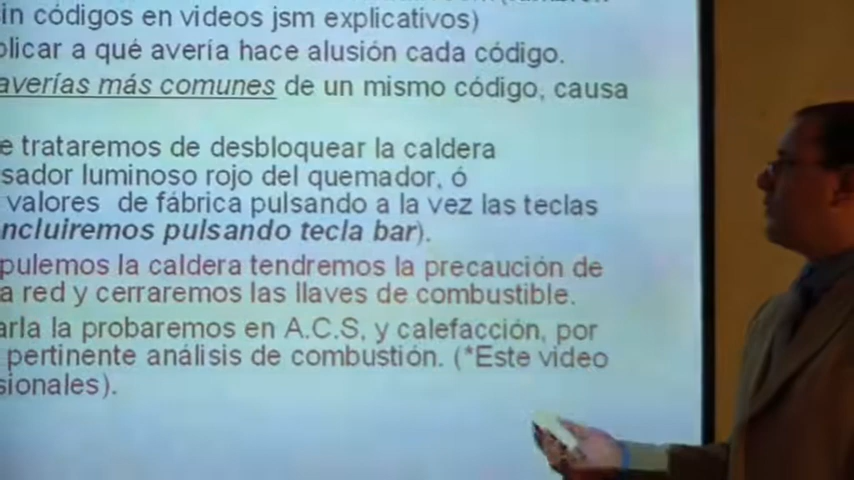 in códigos en videos jsm explicativos)
plicar a qué avería hace alusión cada código.
averías más comunes de un mismo código, causa
e trataremos de desbloquear la caldera
sador luminoso rojo del quemador, ó
valores de fábrica pulsando a la vez las teclas
ncluiremos pulsando tecla bar).
pulemos la caldera tendremos la precaución de
a red y cerraremos las llaves de combustible.
arla la probaremos en A.C.S, y calefacción, por
pertinente análisis de combustión. (*Este video
sionales).